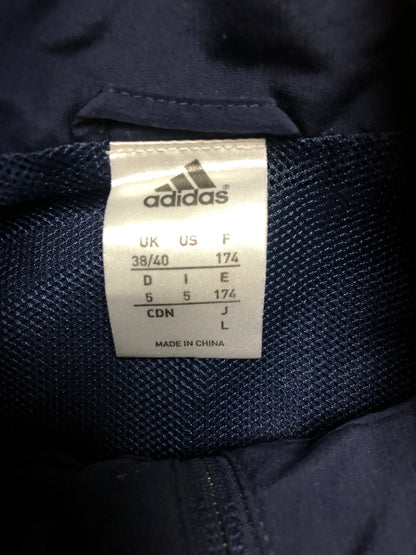 adidas
UK US F
38/40 174
D I E
5 5 174
CDN J
L
MADE IN CHINA